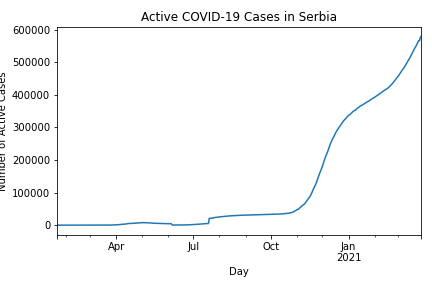 Active COVID-19 Cases in Serbia
Number of Active Cases
600000
500000
400000
300000
200000
100000
0
Apr
Jul
Oct
Jan
2021
Day